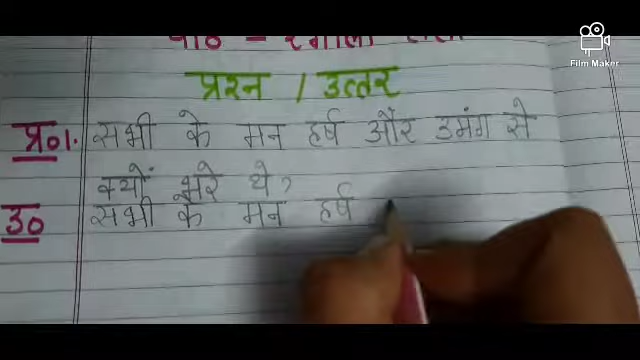 पाठ -
Film Maker
प्रश्न / उत्तर
प्र०1. सभी के मन हर्ष और उमंग से
क्यों भरे थे?
उ० सभी के मन हर्ष